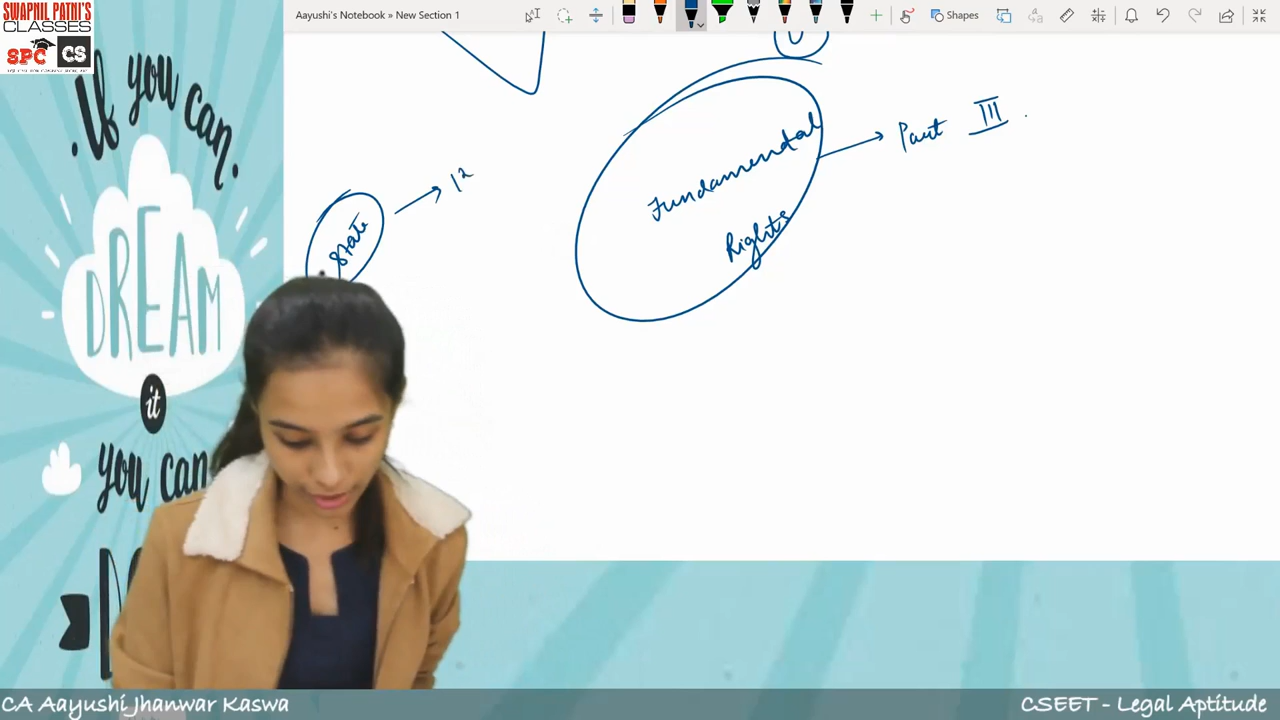 SWAPNIL PATNI'S
CLASSES
SPC CS
Aayushi's Notebook » New Section 1
Shapes
If you can
DREAM
it
you can
Fundamental
Rights
Part III
State
12
CA Aayushi Jhanwar Kaswa
CSEET - Legal Aptitude